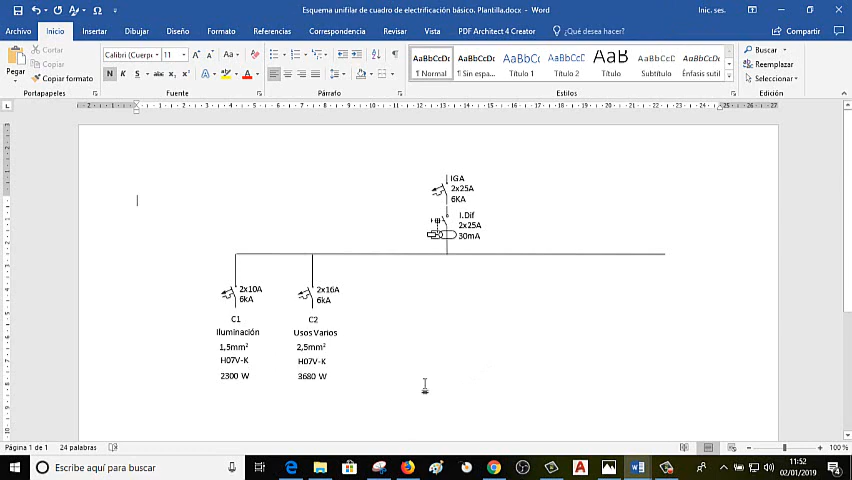 Esquema unifilar de cuadro de electrificación básico. Plantilla.docx - Word
Inic. ses.
Archivo Inicio Insertar Dibujo Diseño Formato Referencias Correspondencia Revisar Vista PDF Architect 4 Creator ¿Qué desea hacer? Compartir
Pegar
Cortar
Copiar
Copiar formato
Portapapeles
Calibri (Cuerpo 11
Fuente
Párrafo
AaBbCcDc AaBbCcDc AaBbCc AaBbCcD AaB AaBbCcD AaBbCcDc
¶ Normal ¶ Sin espa... Título 1 Título 2 Título Subtítulo Énfasis sutil
Estilos
Buscar
Reemplazar
Seleccionar
Edición
IGA
2x25A
6KA
I.Dif
2x25A
30mA
2x10A
6kA
C1
Iluminación
1,5mm²
H07V-K
2300 W
2x16A
6kA
C2
Usos Varios
2,5mm²
H07V-K
3680 W
Página 1 de 1 24 palabras 100 %
Escribe aquí para buscar
11:52
02/01/2019